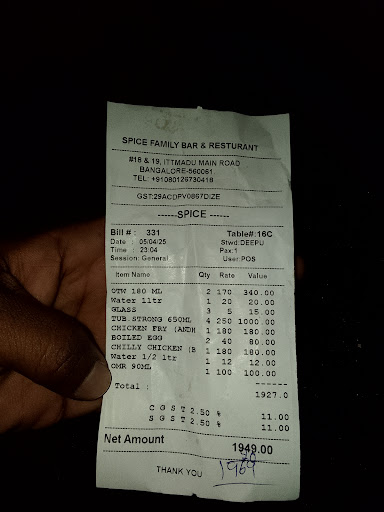 SPICE FAMILY BAR & RESTURANT
#18 & 19, ITTMADU MAIN ROAD
BANGALORE-560061
TEL: +91080126730418
GST:29ACDPV0867DIZE
------SPICE ------
Bill # : 331 Table#:16C
Date : 05/04/25 Stwd:DEEPU
Time : 23:04 Pax:1
Session: General User:POS
Item Name Qty Rate Value
OTW 180 ML 2 170 340.00
Water 1ltr 1 20 20.00
GLASS 3 5 15.00
TUB.STRONG 650ML 4 250 1000.00
CHICKEN FRY (ANDH 1 180 180.00
BOILED EGG 2 40 80.00
CHILLY CHICKEN (B 1 180 180.00
Water 1/2 ltr 1 12 12.00
OMR 90ML 1 100 100.00
Total : 1927.0
C G S T 2.50 % 11.00
S G S T 2.50 % 11.00
Net Amount 1949.00
20
THANK YOU 1969